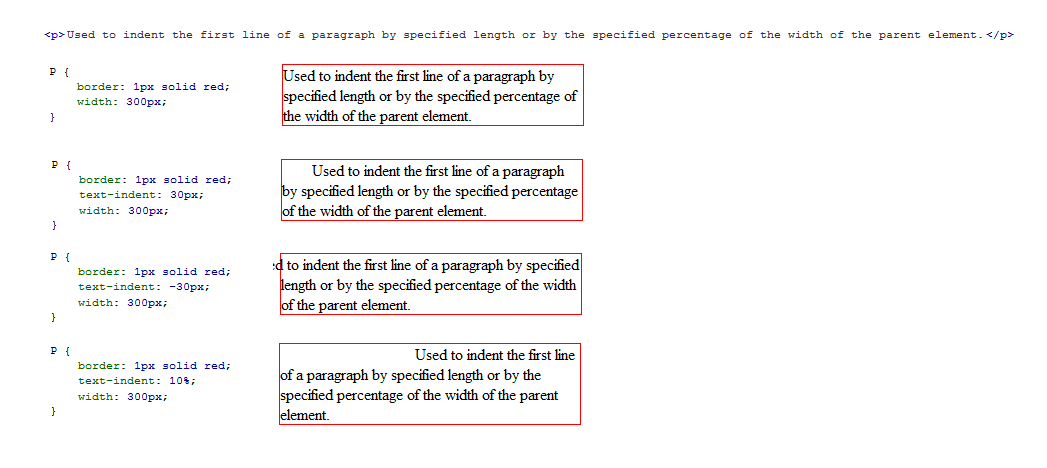 <p>Used to indent the first line of a paragraph by specified length or by the specified percentage of the width of the parent element.</p>
P {
border: 1px solid red;
width: 300px;
}
Used to indent the first line of a paragraph by
specified length or by the specified percentage of
the width of the parent element.
P {
border: 1px solid red;
text-indent: 30px;
width: 300px;
}
Used to indent the first line of a paragraph
by specified length or by the specified percentage
of the width of the parent element.
P {
border: 1px solid red;
text-indent: -30px;
width: 300px;
}
d to indent the first line of a paragraph by specified
length or by the specified percentage of the width
of the parent element.
P {
border: 1px solid red;
text-indent: 10%;
width: 300px;
}
Used to indent the first line
of a paragraph by specified length or by the
specified percentage of the width of the parent
element.